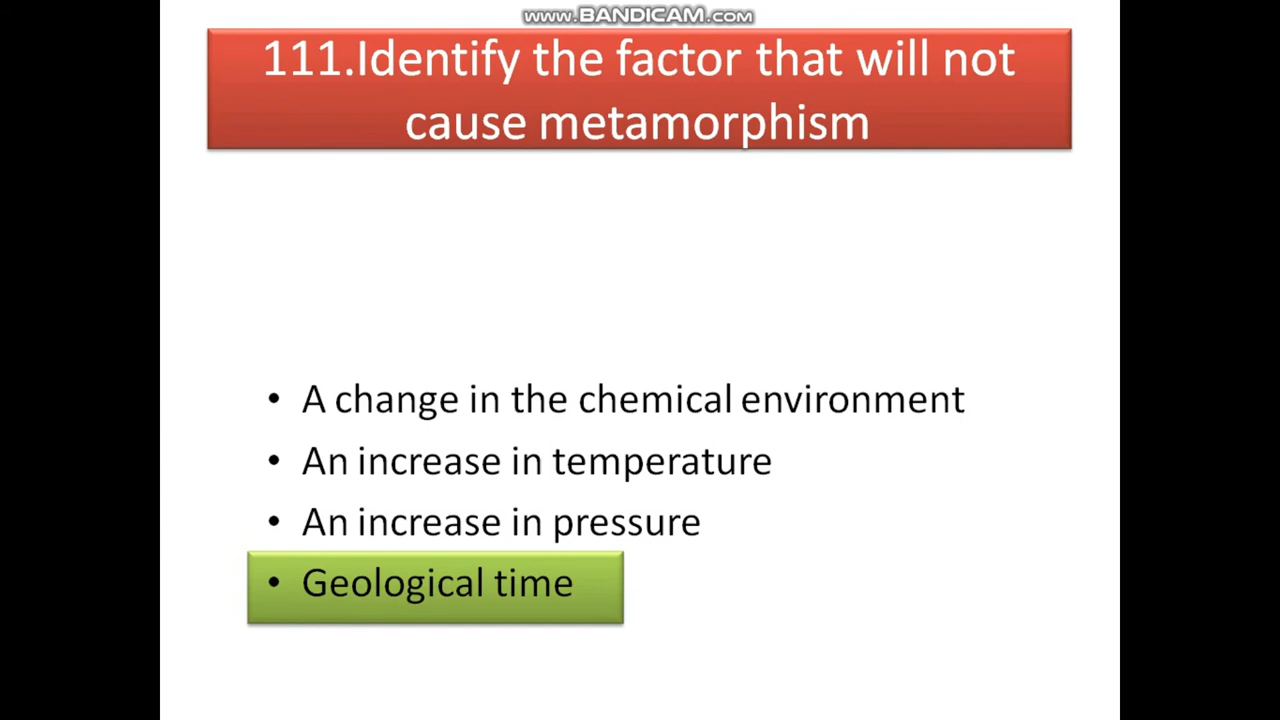 www.BANDICAM.com
111.Identify the factor that will not
cause metamorphism
• A change in the chemical environment
• An increase in temperature
• An increase in pressure
• Geological time